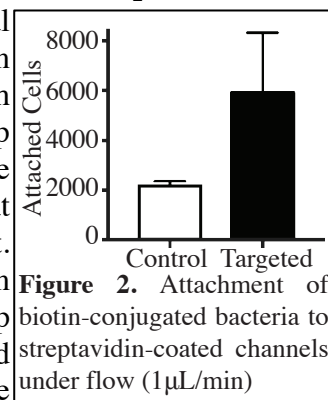 8000
6000
4000
2000
0
Attached Cells
Control Targeted
Figure 2. Attachment of
biotin-conjugated bacteria to
streptavidin-coated channels
under flow (1µL/min)